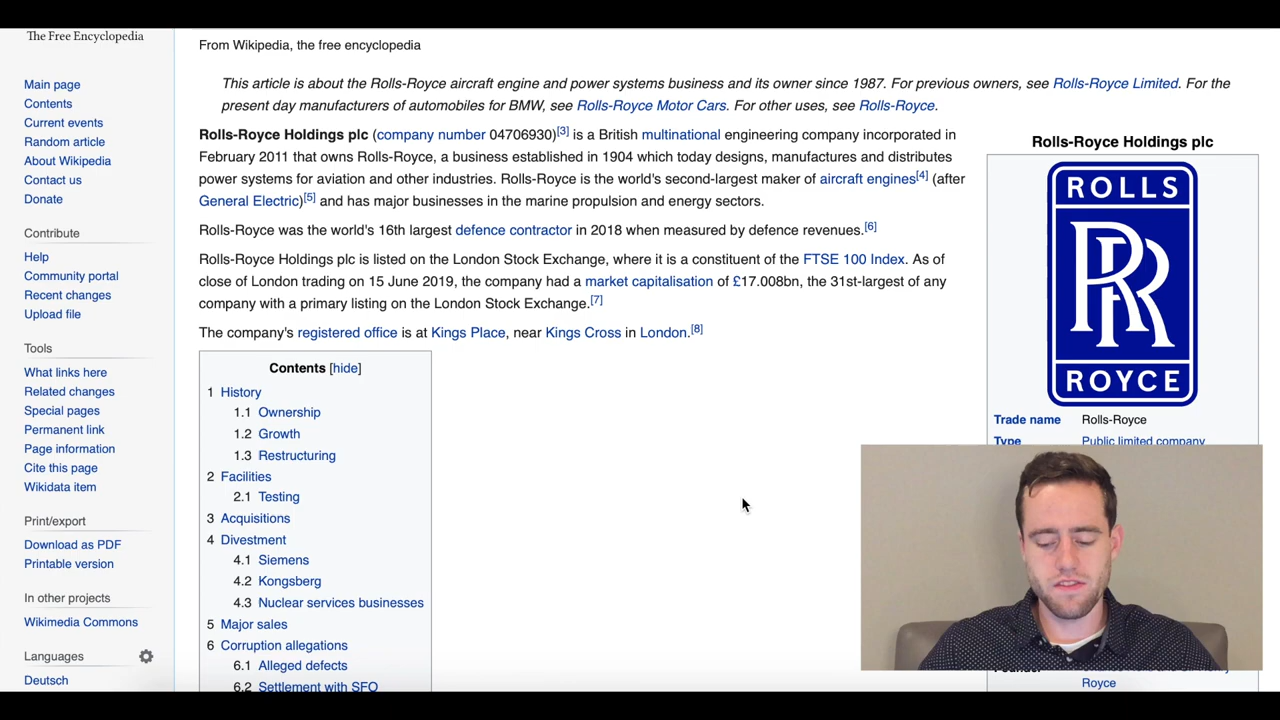 The Free Encyclopedia
Main page
Contents
Current events
Random article
About Wikipedia
Contact us
Donate
Contribute
Help
Community portal
Recent changes
Upload file
Tools
What links here
Related changes
Special pages
Permanent link
Page information
Cite this page
Wikidata item
Print/export
Download as PDF
Printable version
In other projects
Wikimedia Commons
Languages
Deutsch
From Wikipedia, the free encyclopedia
This article is about the Rolls-Royce aircraft engine and power systems business and its owner since 1987. For previous owners, see Rolls-Royce Limited. For the
present day manufacturers of automobiles for BMW, see Rolls-Royce Motor Cars. For other uses, see Rolls-Royce.
Rolls-Royce Holdings plc (company number 04706930)[3] is a British multinational engineering company incorporated in
February 2011 that owns Rolls-Royce, a business established in 1904 which today designs, manufactures and distributes
power systems for aviation and other industries. Rolls-Royce is the world's second-largest maker of aircraft engines[4] (after
General Electric)[5] and has major businesses in the marine propulsion and energy sectors.
Rolls-Royce was the world's 16th largest defence contractor in 2018 when measured by defence revenues.[6]
Rolls-Royce Holdings plc is listed on the London Stock Exchange, where it is a constituent of the FTSE 100 Index. As of
close of London trading on 15 June 2019, the company had a market capitalisation of £17.008bn, the 31st-largest of any
company with a primary listing on the London Stock Exchange.[7]
The company's registered office is at Kings Place, near Kings Cross in London.[8]
Contents [hide]
1 History
1.1 Ownership
1.2 Growth
1.3 Restructuring
2 Facilities
2.1 Testing
3 Acquisitions
4 Divestment
4.1 Siemens
4.2 Kongsberg
4.3 Nuclear services businesses
5 Major sales
6 Corruption allegations
6.1 Alleged defects
6.2 Settlement with SFO
Rolls-Royce Holdings plc
ROLLS
RR
ROYCE
Trade name Rolls-Royce
Type Public limited company
Royce